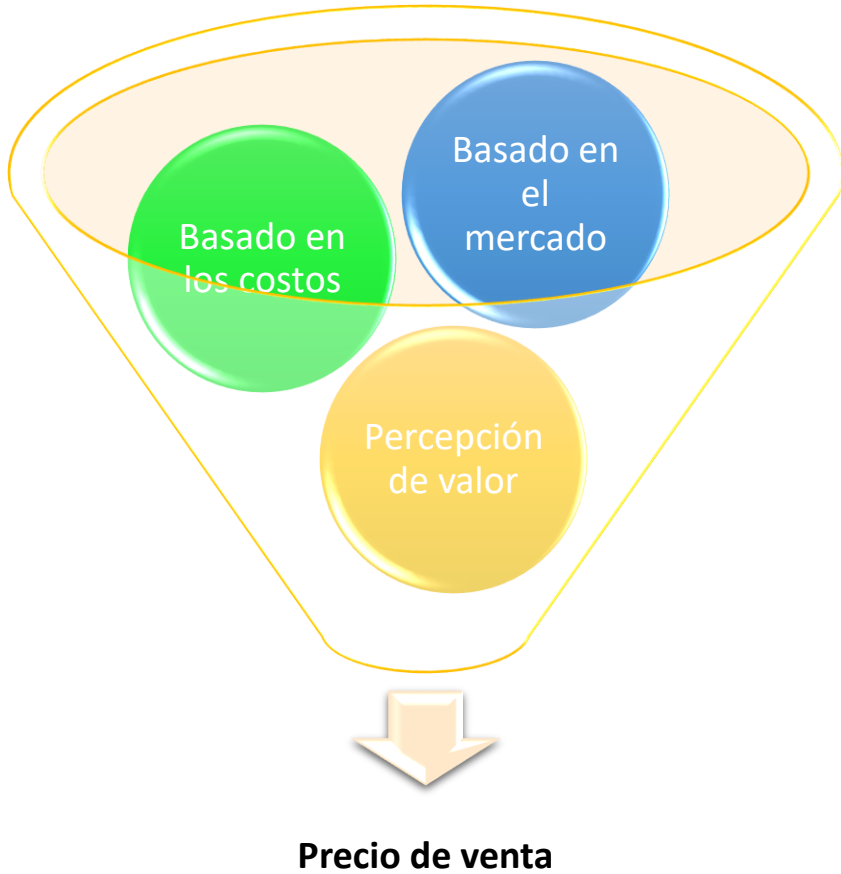 Basado en
el
mercado
Basado en
los costos
Percepción
de valor
Precio de venta